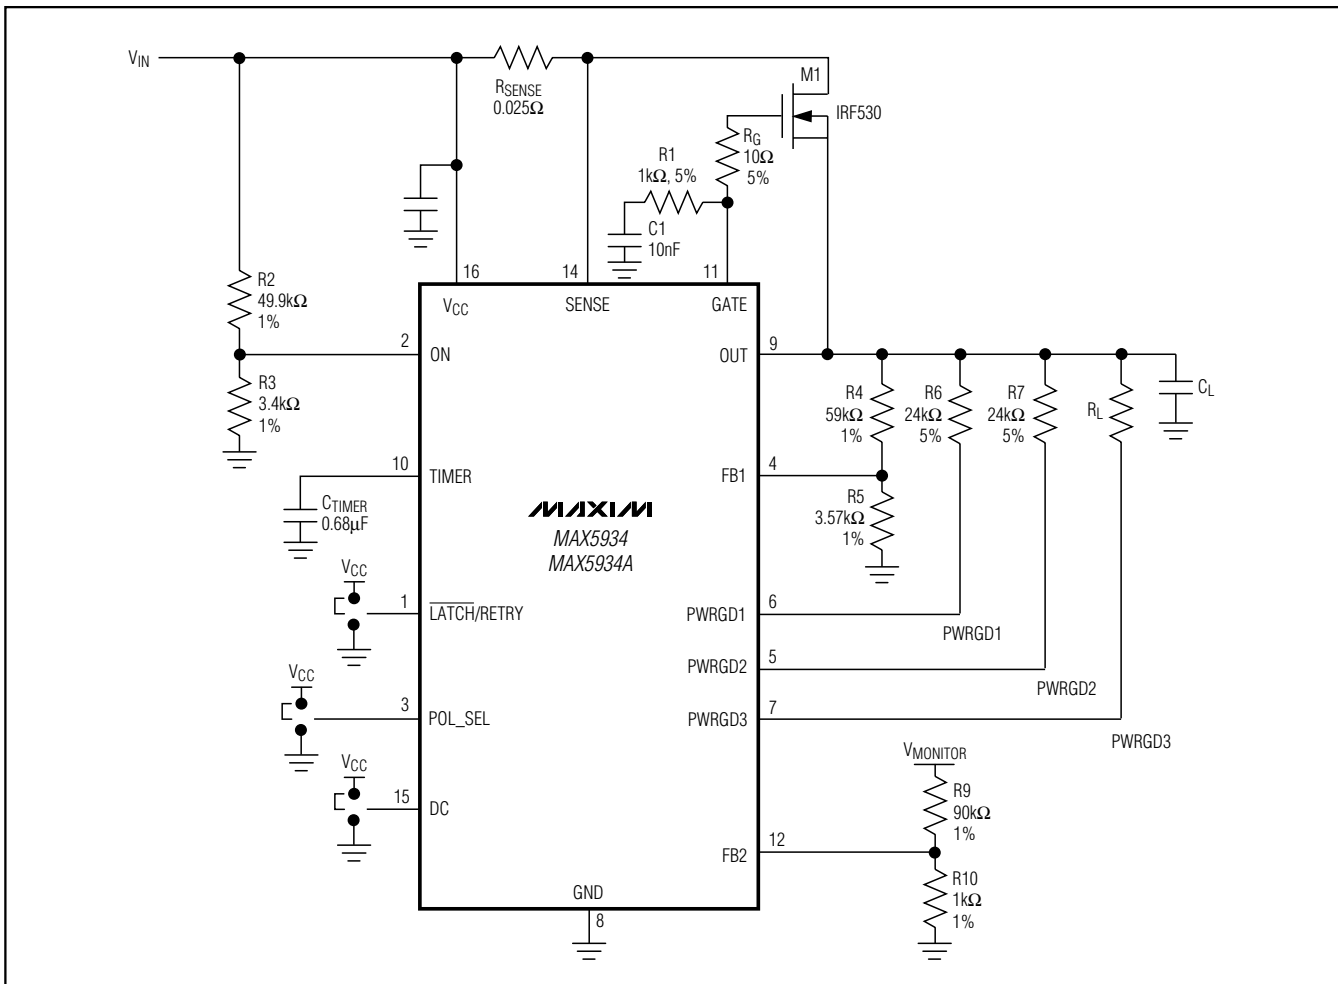 VIN
RSENSE
0.025Ω
M1
IRF530
RG
10Ω
5%
R1
1kΩ, 5%
C1
10nF
R2
49.9kΩ
1%
16
14
11
VCC
SENSE
GATE
2
ON
OUT
9
R3
3.4kΩ
1%
R4
59kΩ
1%
R6
24kΩ
5%
R7
24kΩ
5%
RL
CL
10
TIMER
FB1
4
CTIMER
0.68µF
R5
3.57kΩ
1%
MAXIM
MAX5934
MAX5934A
VCC
1
LATCH/RETRY
PWRGD1
6
PWRGD1
PWRGD2
5
PWRGD2
VCC
3
POL_SEL
PWRGD3
7
PWRGD3
VCC
15
DC
VMONITOR
R9
90kΩ
1%
FB2
12
R10
1kΩ
1%
GND
8